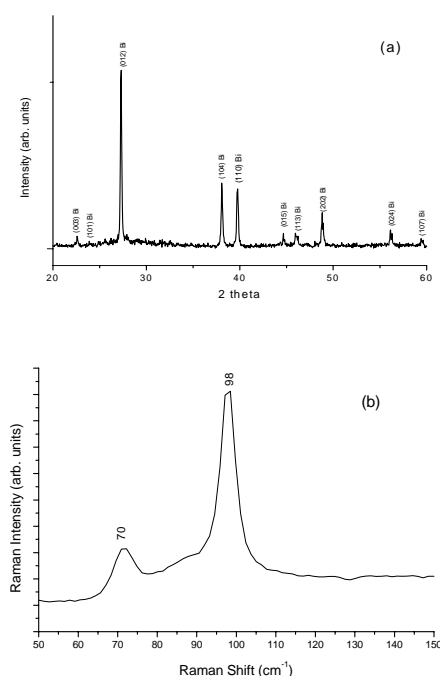 (a)
(012) Bi
(104) Bi
(110) Bi
(202) Bi
(003) Bi
(101) Bi
(015) Bi
(113) Bi
(024) Bi
(107) Bi
Intensity (arb. units)
20 30 40 50 60
2 theta
(b)
98
70
Raman Intensity (arb. units)
50 60 70 80 90 100 110 120 130 140 150
Raman Shift (cm⁻¹)